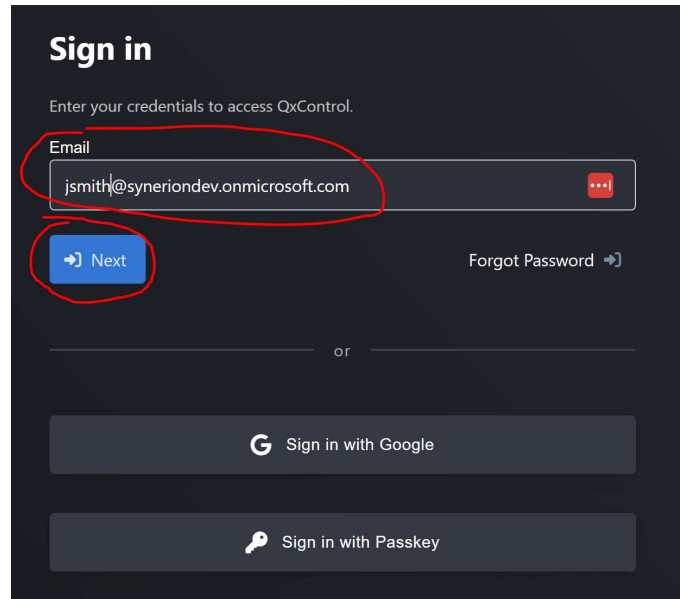 Sign in
Enter your credentials to access QxControl.
Email
jsmith@syneriondev.onmicrosoft.com
Next
Forgot Password
or
Sign in with Google
Sign in with Passkey